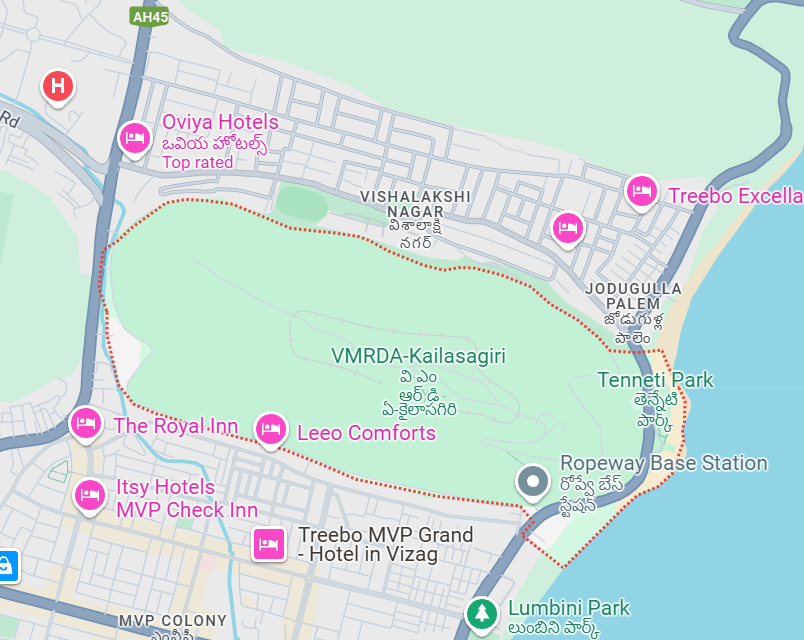 AH45
H
Rd
Oviya Hotels
ఒవియ హోటల్స్
Top rated
VISHALAKSHI
NAGAR
విశాలాక్షి
నగర్
Treebo Excella
JODUGULLA
PALEM
జోడుగుళ్ల
పాలెం
VMRDA-Kailasagiri
వి ఎం
ఆర్ డి
ఏ-కైలాసగిరి
Tenneti Park
తెన్నేటి
పార్క్
The Royal Inn
Leeo Comforts
Ropeway Base Station
రోప్వే బేస్
స్టేషన్
Itsy Hotels
MVP Check Inn
Treebo MVP Grand
- Hotel in Vizag
Lumbini Park
లుంబిని పార్క్
MVP COLONY